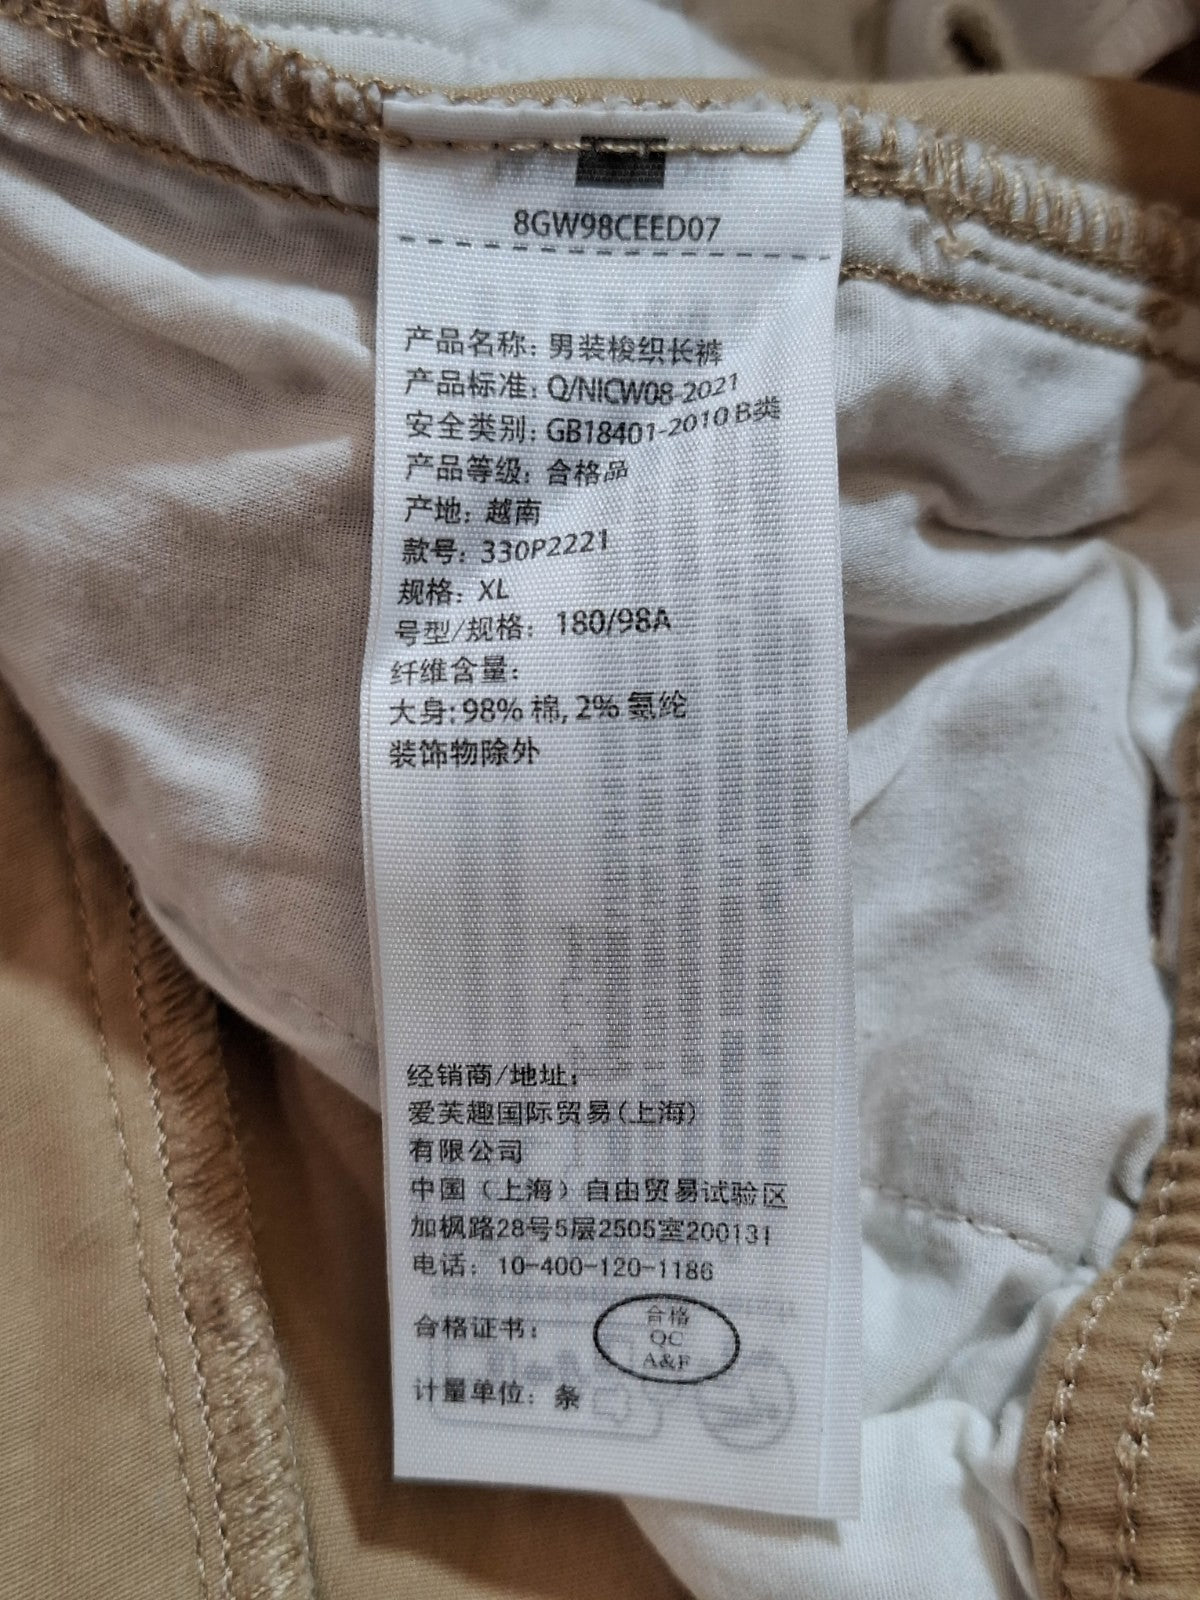 8GW98CEED07
产品名称: 男装梭织长裤
产品标准: Q/NICW08-2021
安全类别: GB18401-2010 B类
产品等级: 合格品
产地: 越南
款号: 330P2221
规格: XL
号型/规格: 180/98A
纤维含量:
大身: 98% 棉, 2% 氨纶
装饰物除外
经销商/地址:
爱芙趣国际贸易(上海)
有限公司
中国（上海）自由贸易试验区
加枫路28号5层2505室200131
电话: 10-400-120-1186
合格证书:
合格
QC
A&F
计量单位: 条